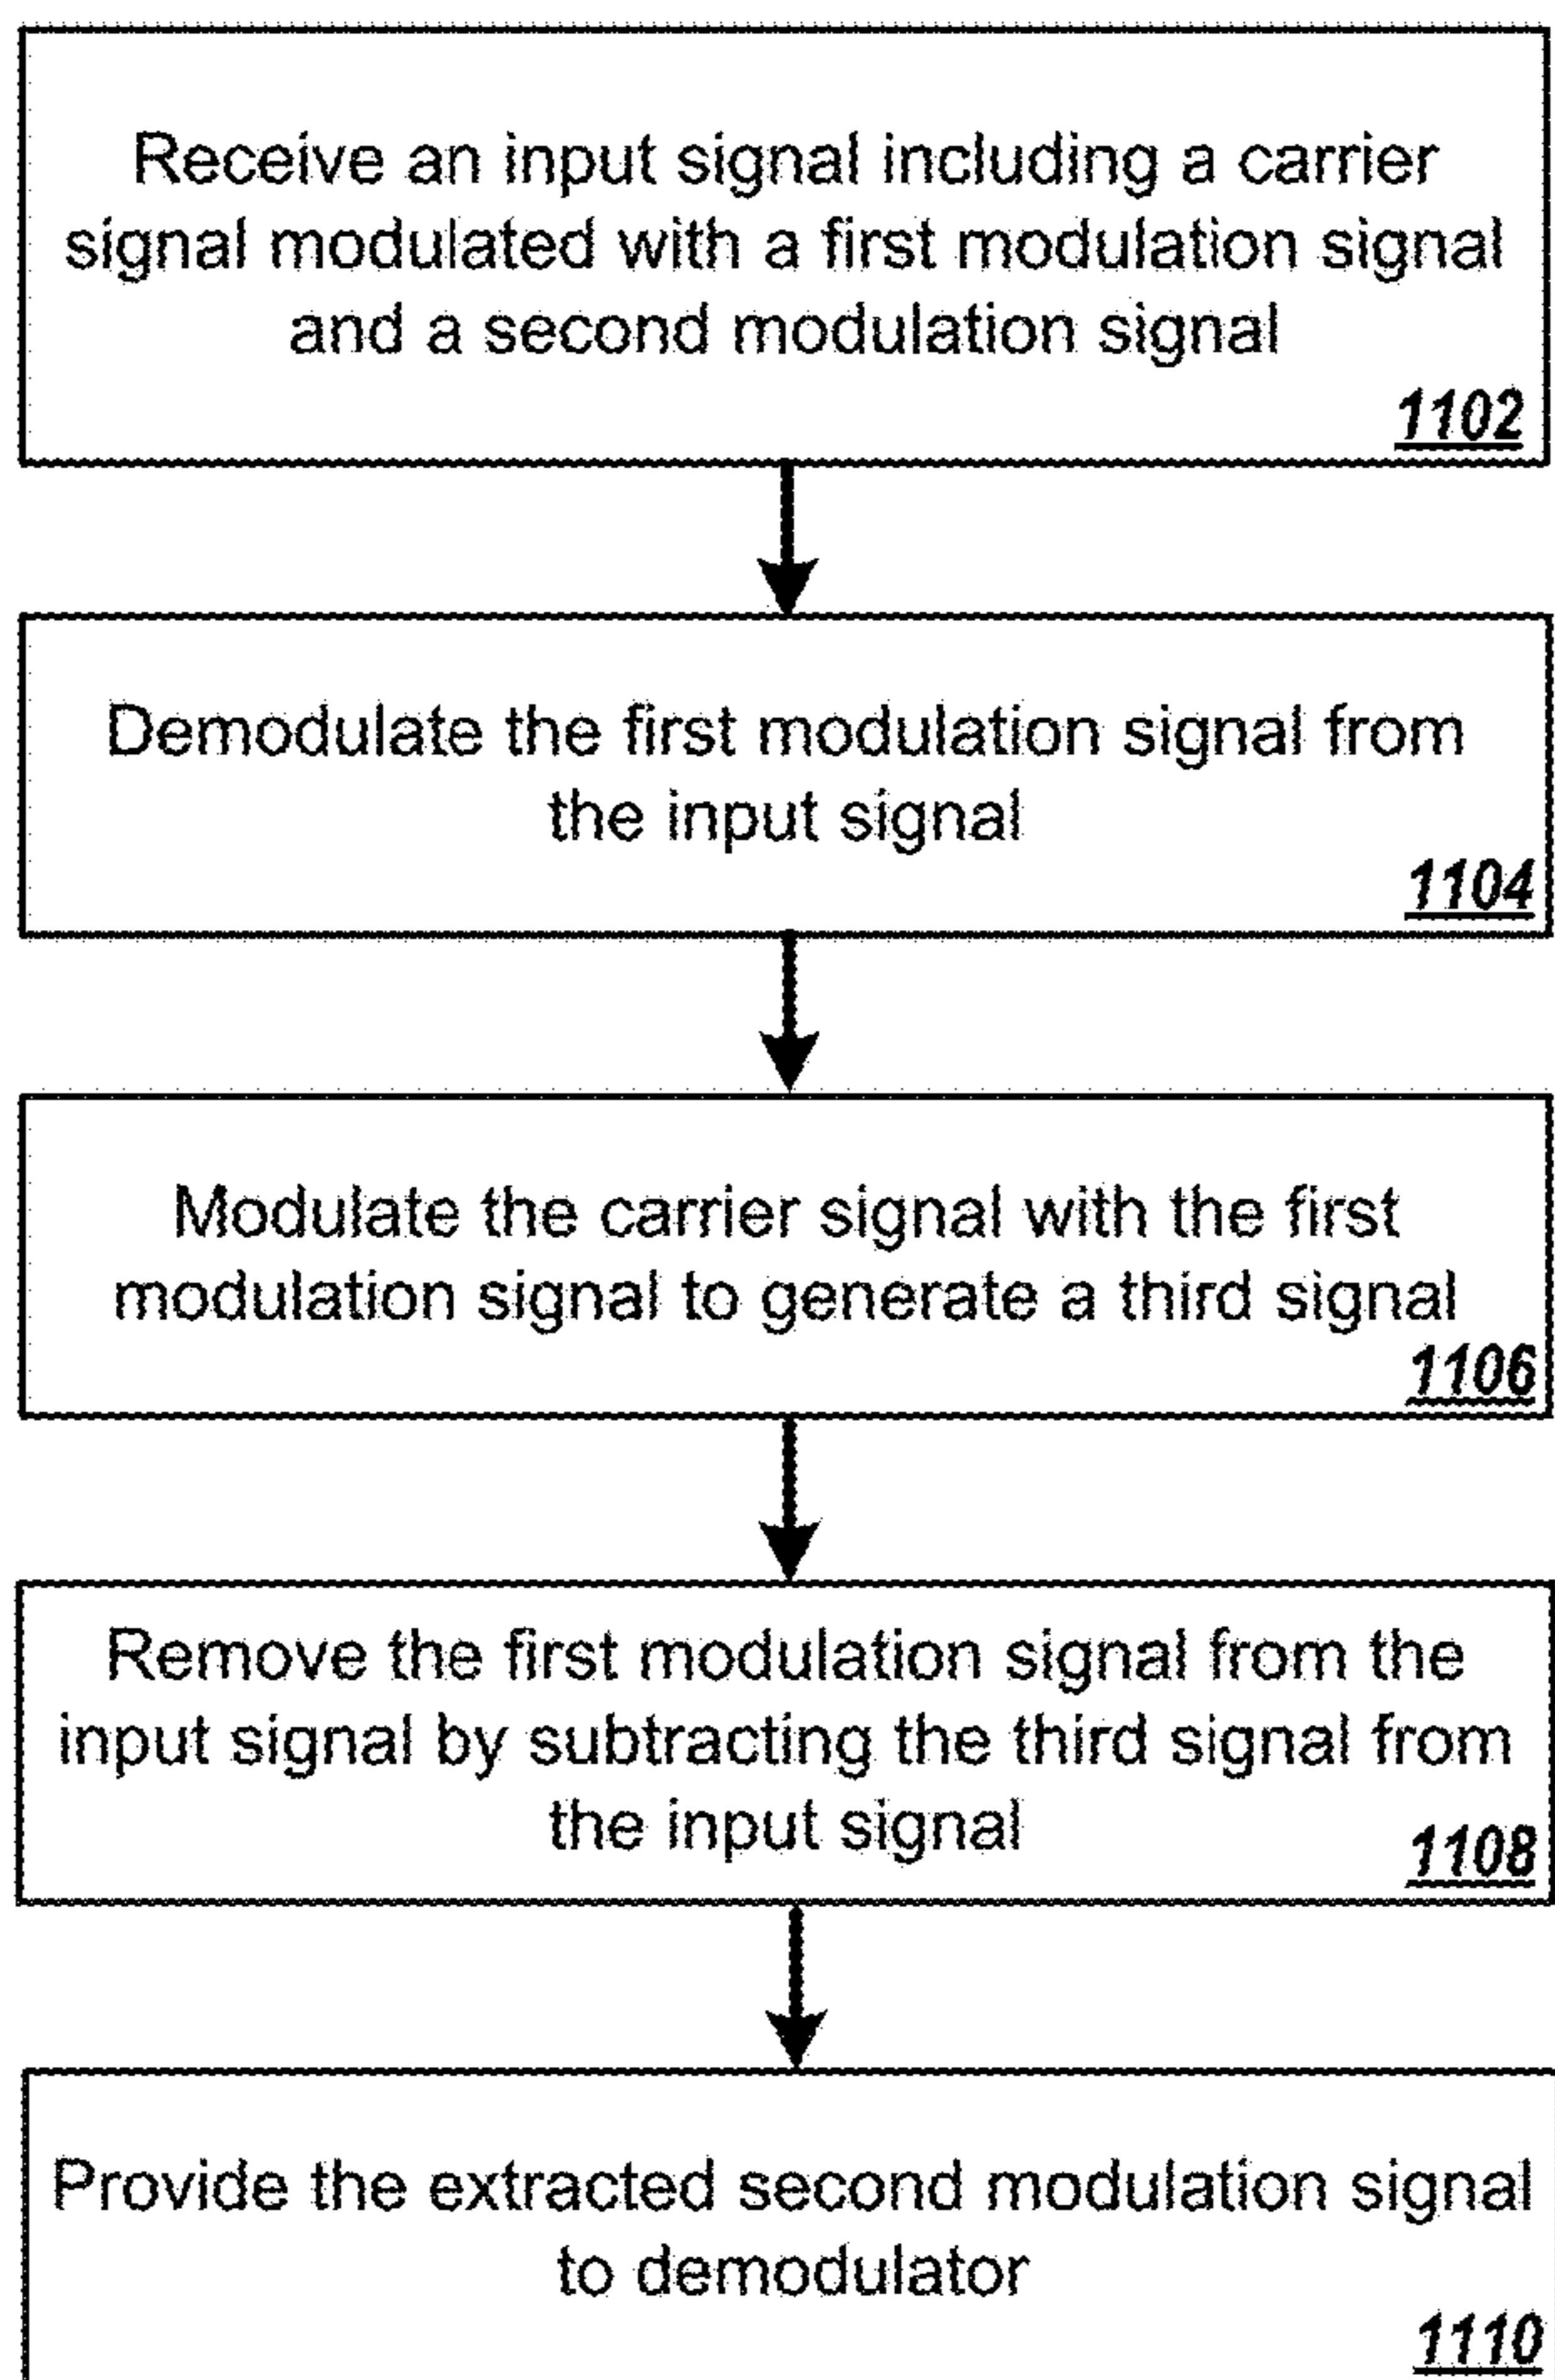 Receive an input signal including a carrier
signal modulated with a first modulation signal
and a second modulation signal
1102
Demodulate the first modulation signal from
the input signal
1104
Modulate the carrier signal with the first
modulation signal to generate a third signal
1106
Remove the first modulation signal from the
input signal by subtracting the third signal from
the input signal
1108
Provide the extracted second modulation signal
to demodulator
1110